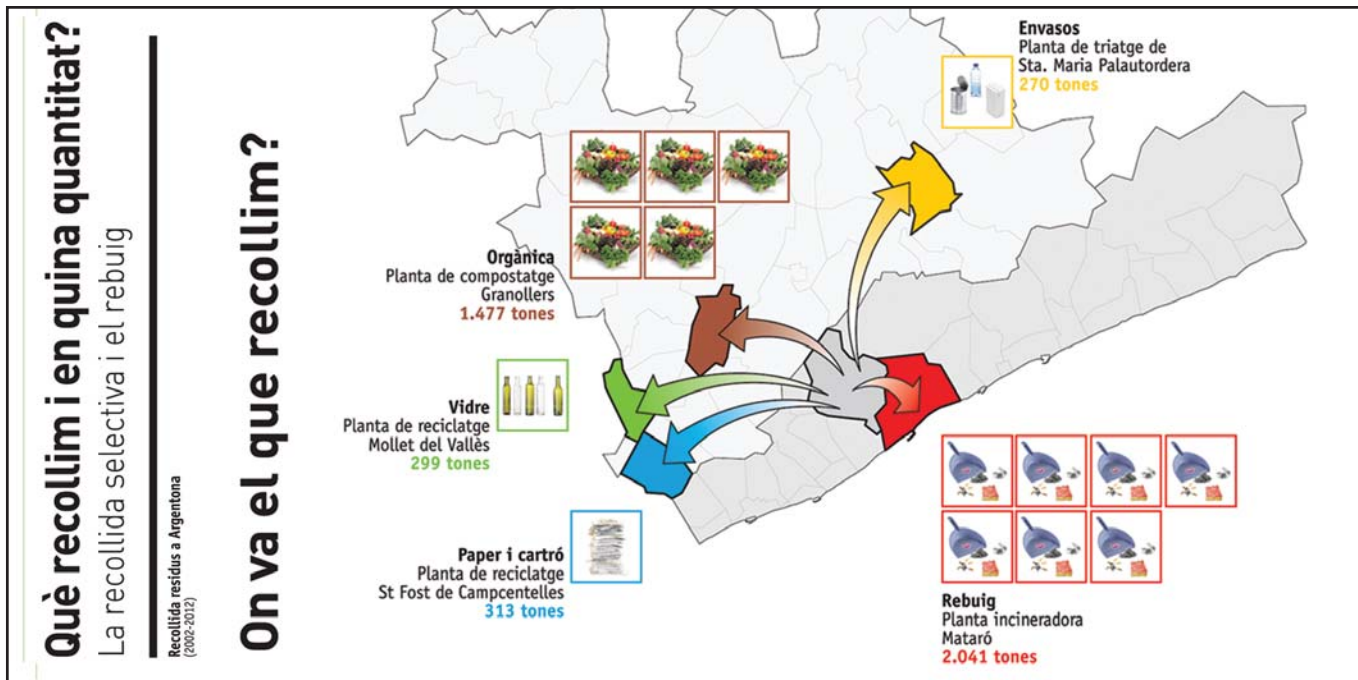 Què recollim i en quina quantitat?
La recollida selectiva i el rebuig
Recollida residus a Argentona
(2002-2012)
On va el que recollim?
Envasos
Planta de triatge de
Sta. Maria Palautordera
270 tones
Orgànica
Planta de compostatge
Granollers
1.477 tones
Vidre
Planta de reciclatge
Mollet del Vallès
299 tones
Paper i cartró
Planta de reciclatge
St Fost de Campcentelles
313 tones
Rebuig
Planta incineradora
Mataró
2.041 tones